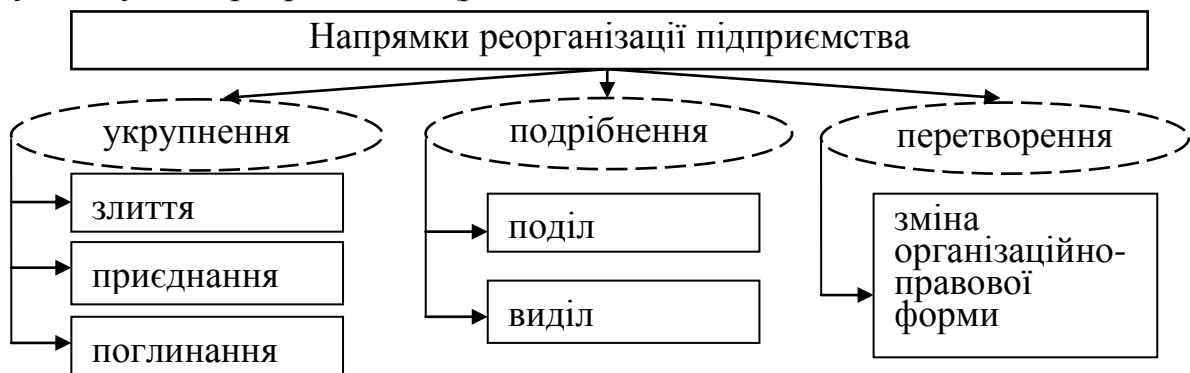 Напрямки реорганізації підприємства
укрупнення
злиття
приєднання
поглинання
подрібнення
поділ
виділ
перетворення
зміна
організаційно-
правової
форми